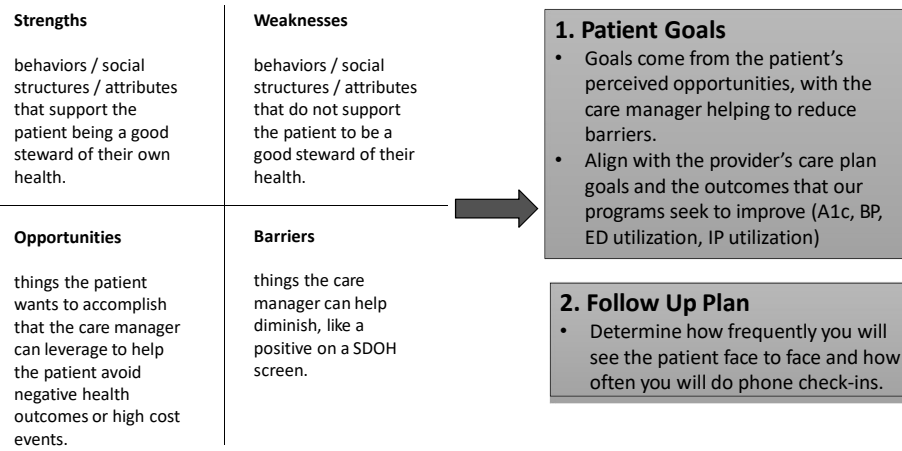 Strengths
behaviors / social
structures / attributes
that support the
patient being a good
steward of their own
health.
Weaknesses
behaviors / social
structures / attributes
that do not support
the patient to be a
good steward of their
health.
Opportunities
things the patient
wants to accomplish
that the care manager
can leverage to help
the patient avoid
negative health
outcomes or high cost
events.
Barriers
things the care
manager can help
diminish, like a
positive on a SDOH
screen.
1. Patient Goals
• Goals come from the patient’s
perceived opportunities, with the
care manager helping to reduce
barriers.
• Align with the provider’s care plan
goals and the outcomes that our
programs seek to improve (A1c, BP,
ED utilization, IP utilization)
2. Follow Up Plan
• Determine how frequently you will
see the patient face to face and how
often you will do phone check-ins.